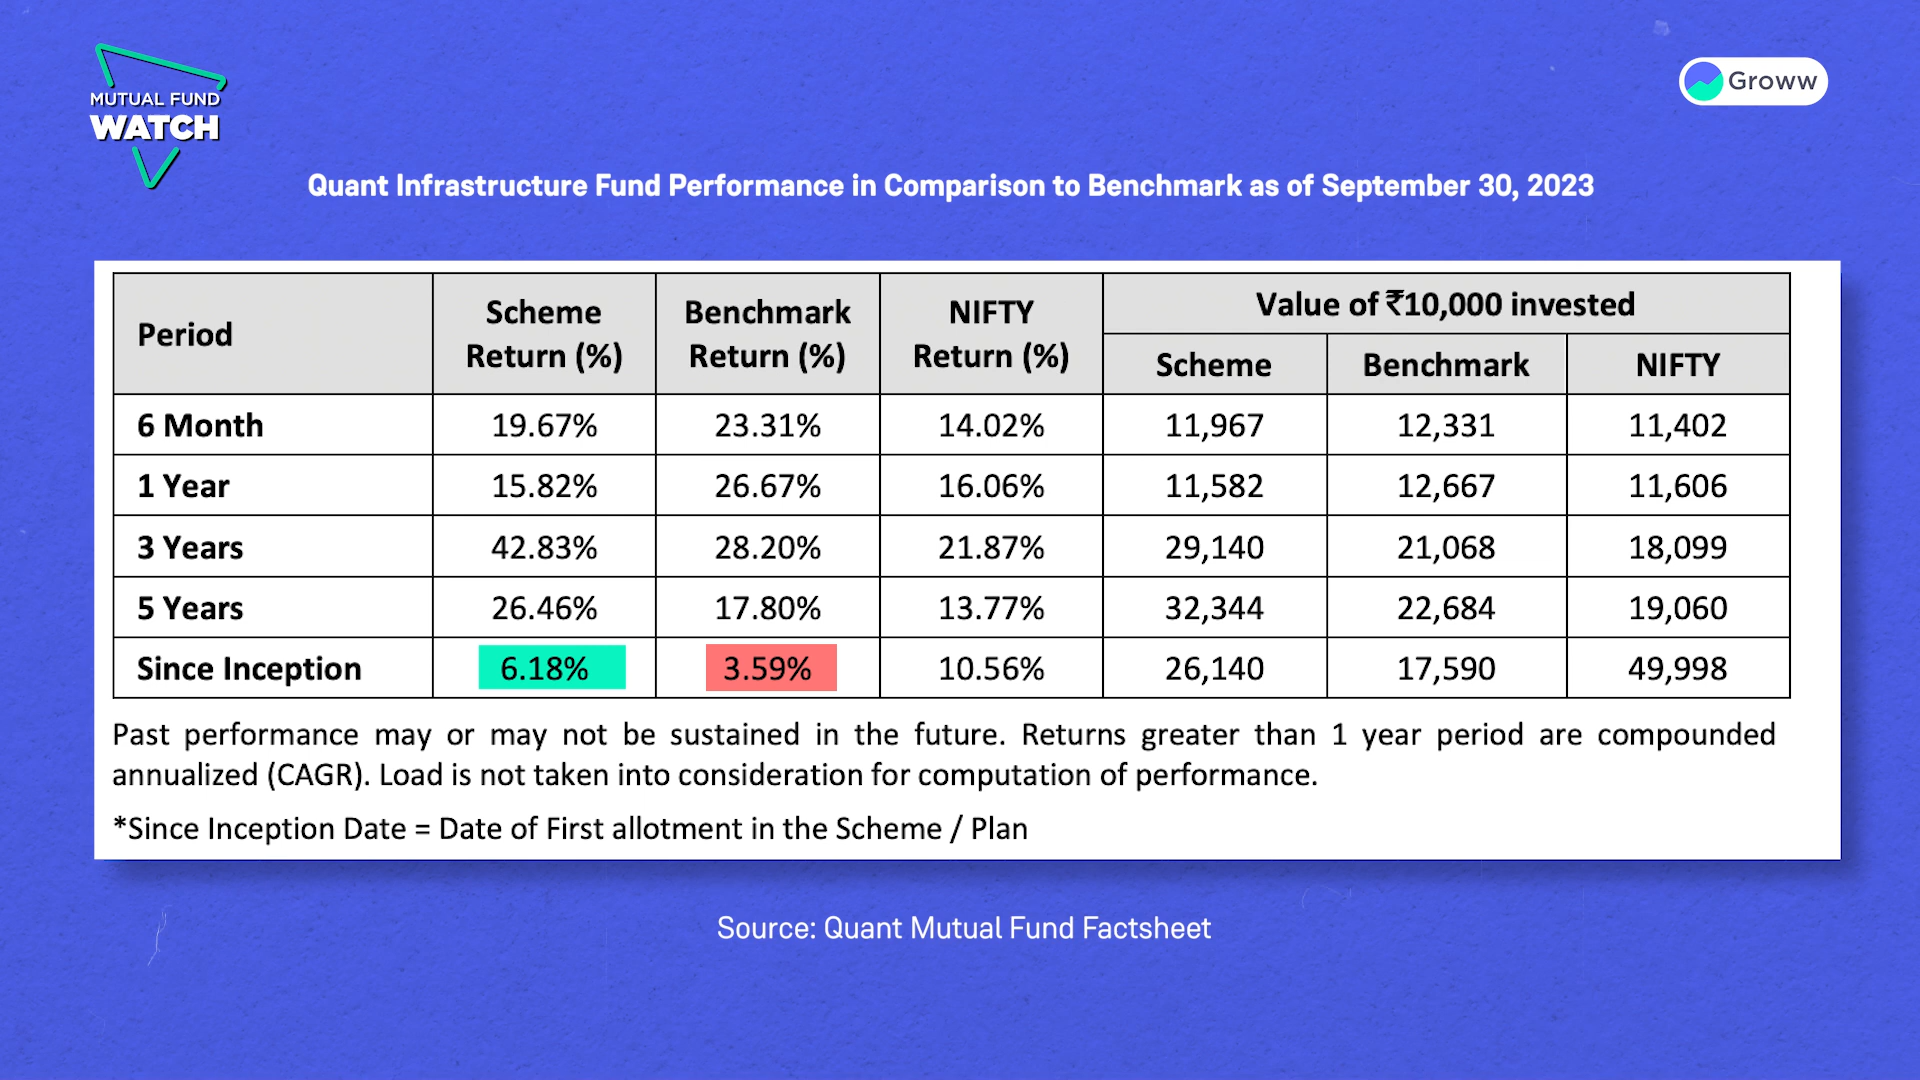 MUTUAL FUND
WATCH
Groww
Quant Infrastructure Fund Performance in Comparison to Benchmark as of September 30, 2023
Period Scheme Return (%) Benchmark Return (%) NIFTY Return (%) Value of ₹10,000 invested
Scheme Benchmark NIFTY
6 Month 19.67% 23.31% 14.02% 11,967 12,331 11,402
1 Year 15.82% 26.67% 16.06% 11,582 12,667 11,606
3 Years 42.83% 28.20% 21.87% 29,140 21,068 18,099
5 Years 26.46% 17.80% 13.77% 32,344 22,684 19,060
Since Inception 6.18% 3.59% 10.56% 26,140 17,590 49,998
Past performance may or may not be sustained in the future. Returns greater than 1 year period are compounded
annualized (CAGR). Load is not taken into consideration for computation of performance.
*Since Inception Date = Date of First allotment in the Scheme / Plan
Source: Quant Mutual Fund Factsheet